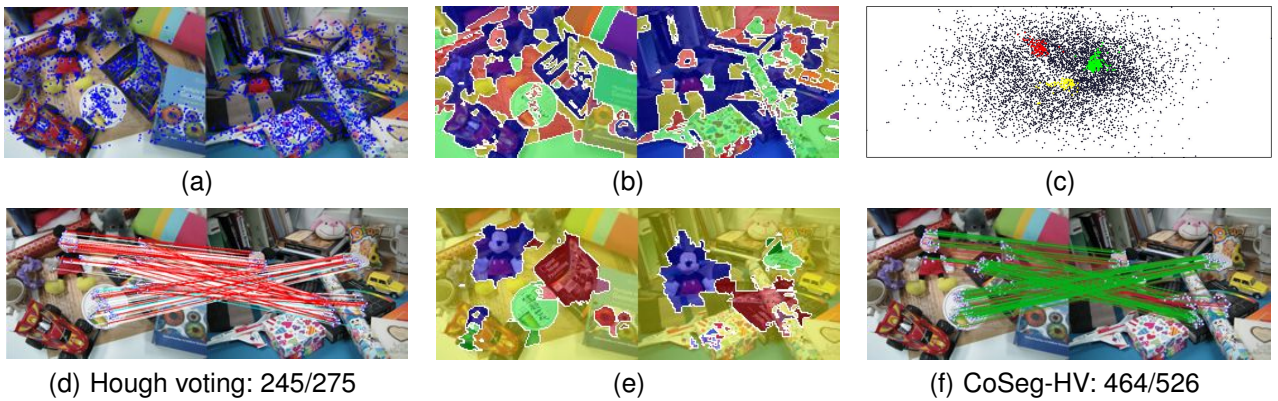 (a)
(b)
(c)
(d) Hough voting: 245/275
(e)
(f) CoSeg-HV: 464/526